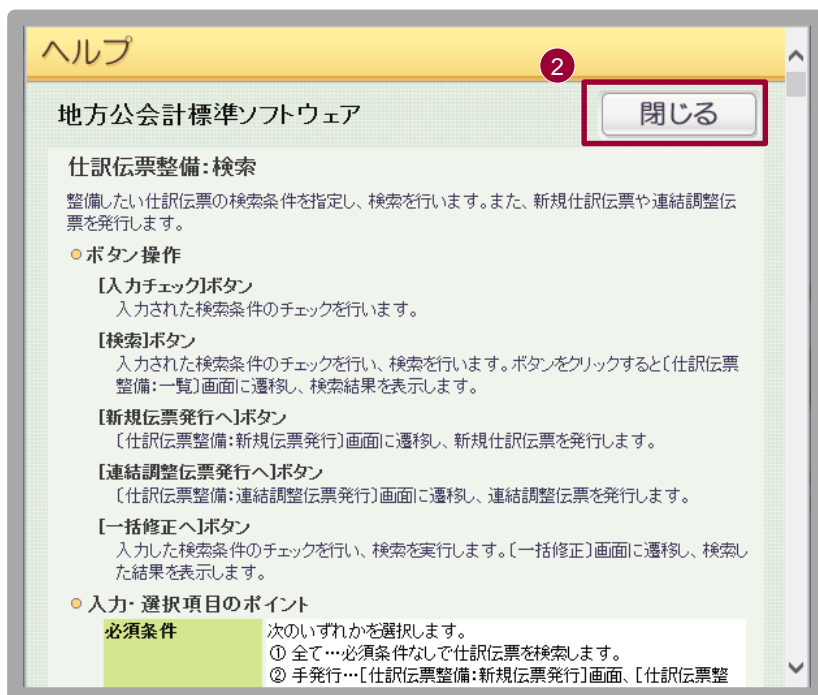 ヘルプ
2
地方公会計標準ソフトウェア
閉じる
仕訳伝票整備:検索
整備したい仕訳伝票の検索条件を指定し、検索を行います。また、新規仕訳伝票や連結調整伝
票を発行します。
ボタン操作
[入力チェック]ボタン
入力された検索条件のチェックを行います。
[検索]ボタン
入力された検索条件のチェックを行い、検索を行います。ボタンをクリックすると〔仕訳伝票
整備:一覧〕画面に遷移し、検索結果を表示します。
[新規伝票発行へ]ボタン
〔仕訳伝票整備:新規伝票発行〕画面に遷移し、新規仕訳伝票を発行します。
[連結調整伝票発行へ]ボタン
〔仕訳伝票整備:連結調整伝票発行〕画面に遷移し、連結調整伝票を発行します。
[一括修正へ]ボタン
入力した検索条件のチェックを行い、検索を実行します。〔一括修正〕画面に遷移し、検索し
た結果を表示します。
入力・選択項目のポイント
必須条件
次のいずれかを選択します。
① 全て…必須条件なしで仕訳伝票を検索します。
② 手発行…[仕訳伝票整備:新規伝票発行]画面、[仕訳伝票整